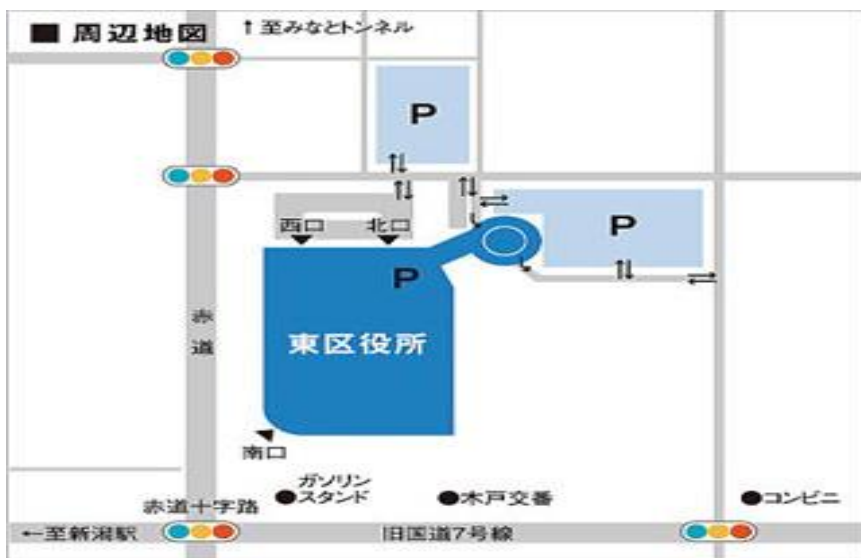 ■ 周辺地図
↑至みなとトンネル
P
P
西口
北口
P
東区役所
赤
道
南口
ガソリン
●スタンド
●木戸交番
●コンビニ
赤道十字路
←至新潟駅
旧国道7号線